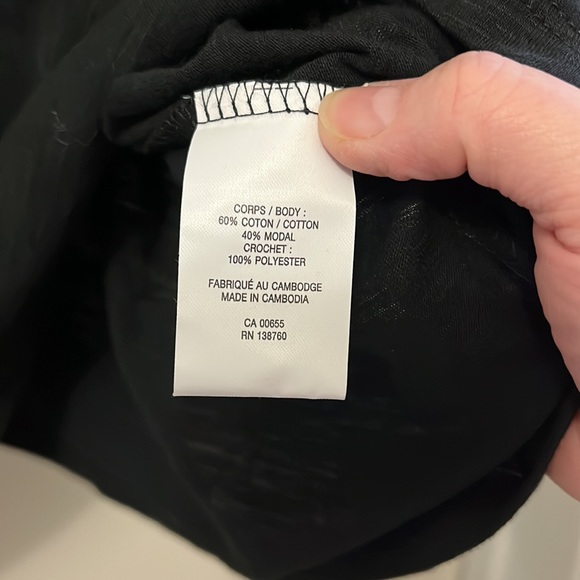 CORPS / BODY :
60% COTON / COTTON
40% MODAL
CROCHET :
100% POLYESTER
FABRIQUÉ AU CAMBODGE
MADE IN CAMBODIA
CA 00655
RN 138760